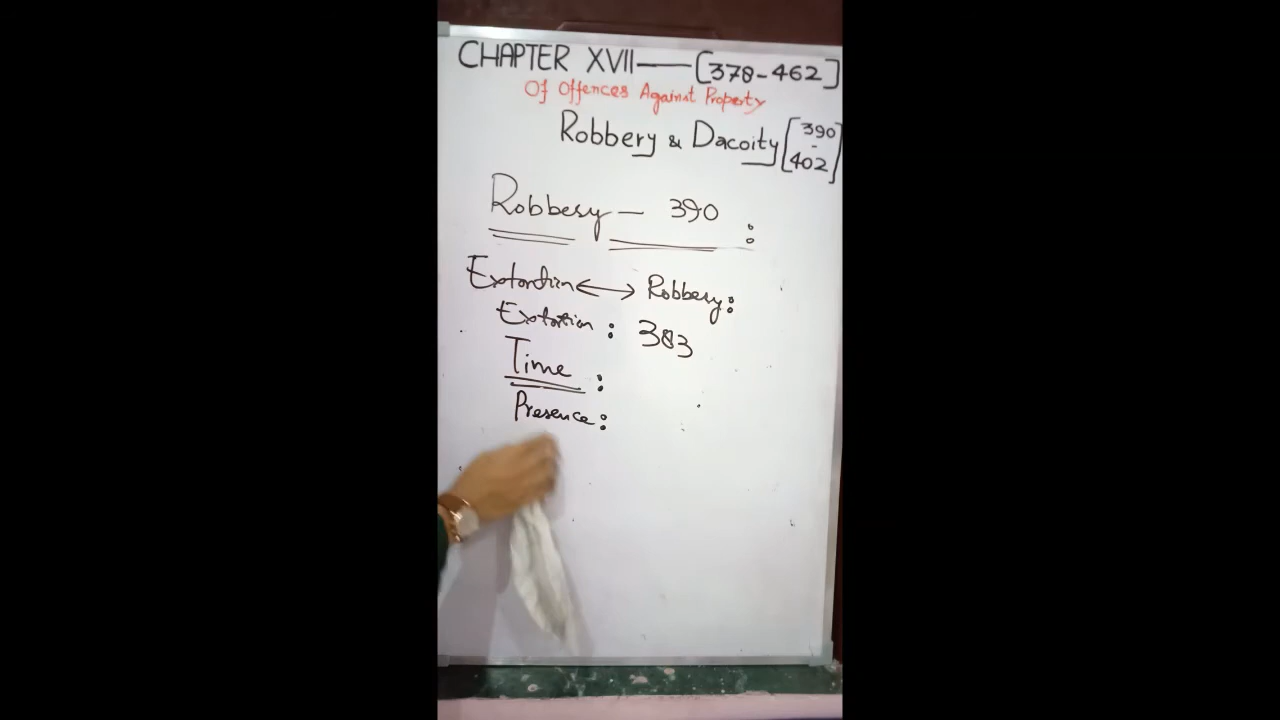 CHAPTER XVII — [378-462]
Of Offences Against Property
Robbery & Dacoity [390 - 402]
Robbery — 390 :
Extortion ↔ Robbery :
Extortion : 383
Time :
Presence :